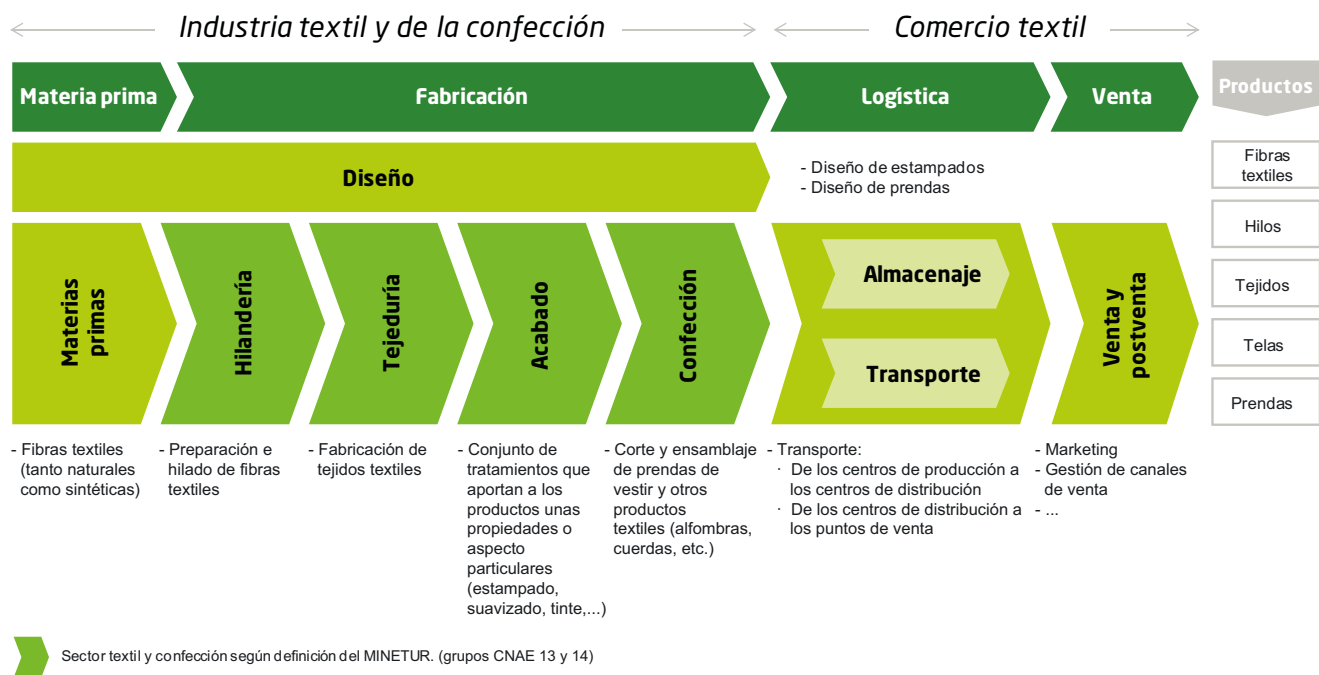 Industria textil y de la confección
Comercio textil
Materia prima
Fabricación
Logística
Venta
Productos
Diseño
- Diseño de estampados
- Diseño de prendas
Fibras
textiles
Hilos
Tejidos
Telas
Prendas
Materias
primas
Hilandería
Tejeduría
Acabado
Confección
Almacenaje
Transporte
Venta y
postventa
- Fibras textiles
(tanto naturales
como sintéticas)
- Preparación e
hilado de fibras
textiles
- Fabricación de
tejidos textiles
- Conjunto de
tratamientos que
aportan a los
productos unas
propiedades o
aspecto
particulares
(estampado,
suavizado, tinte,...)
- Corte y ensamblaje
de prendas de
vestir y otros
productos
textiles (alfombras,
cuerdas, etc.)
- Transporte:
· De los centros de producción a
los centros de distribución
· De los centros de distribución a
los puntos de venta
- Marketing
- Gestión de canales
de venta
- ...
Sector textil y confección según definición del MINETUR. (grupos CNAE 13 y 14)